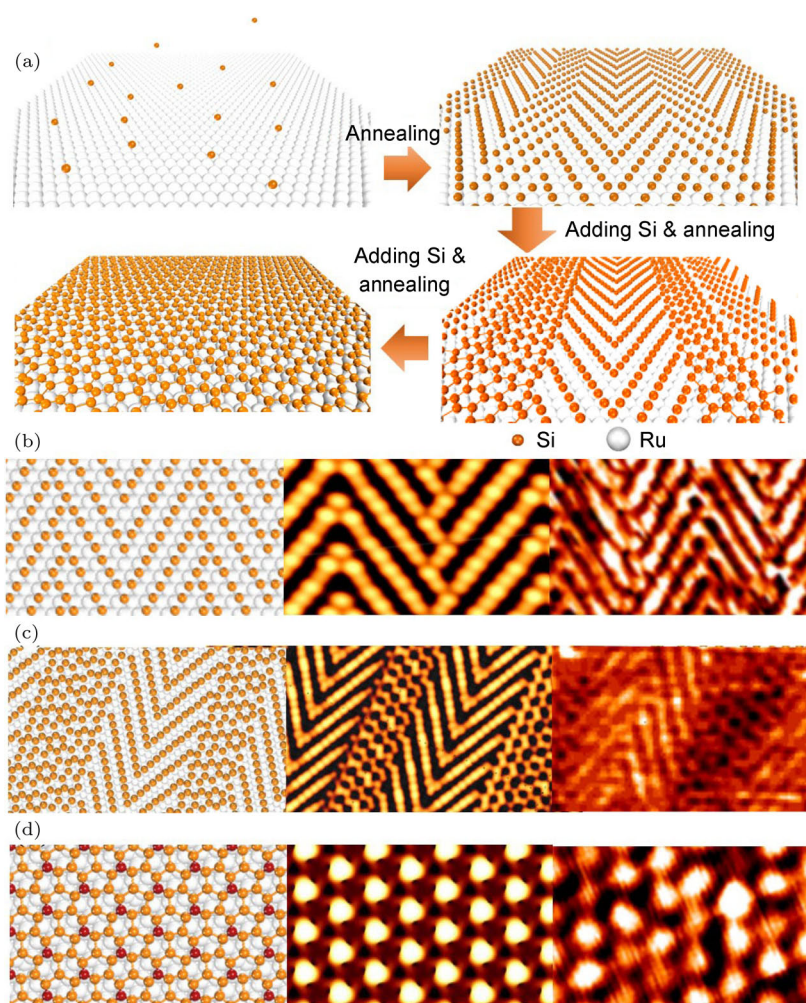 (a)
Annealing
Adding Si & annealing
Adding Si &
annealing
Si
Ru
(b)
(c)
(d)